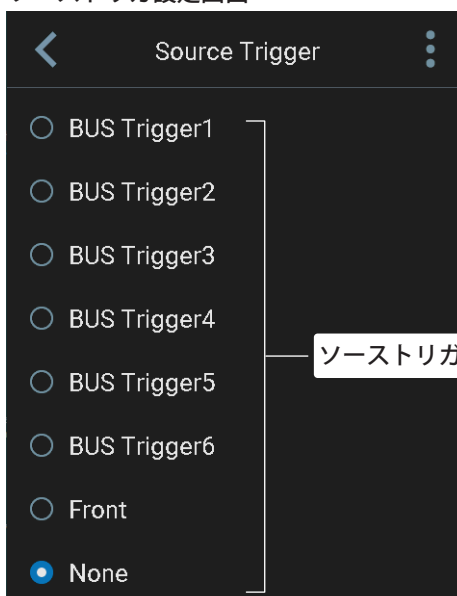 Source Trigger
BUS Trigger1
BUS Trigger2
BUS Trigger3
BUS Trigger4
ソーストリガ
BUS Trigger5
BUS Trigger6
Front
None